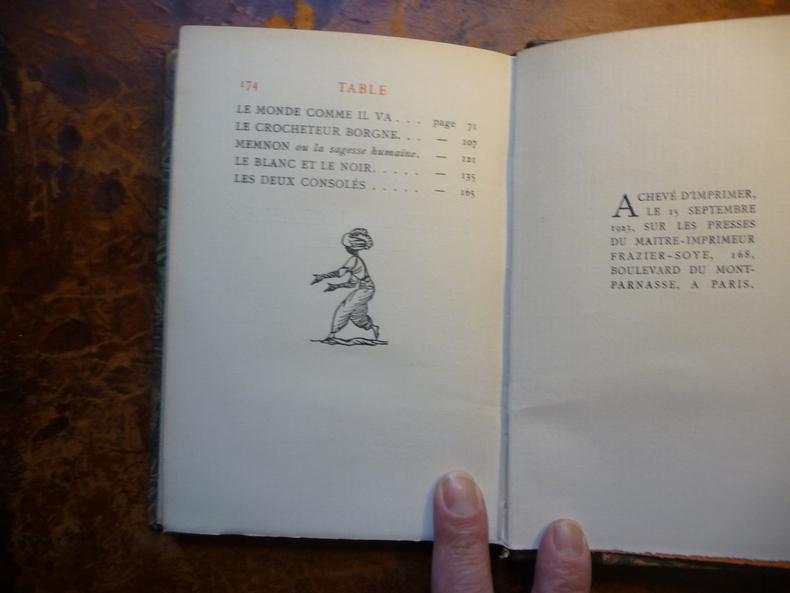 174 TABLE
LE MONDE COMME IL VA . . . page 71
LE CROCHETEUR BORGNE. . . — 107
MEMNON ou la sagesse humaine. — 121
LE BLANC ET LE NOIR. . . . . — 135
LES DEUX CONSOLÉS . . . . . — 165
ACHEVÉ D'IMPRIMER,
LE 15 SEPTEMBRE
1923, SUR LES PRESSES
DU MAITRE-IMPRIMEUR
FRAZIER-SOYE, 168,
BOULEVARD DU MONT-
PARNASSE, A PARIS.